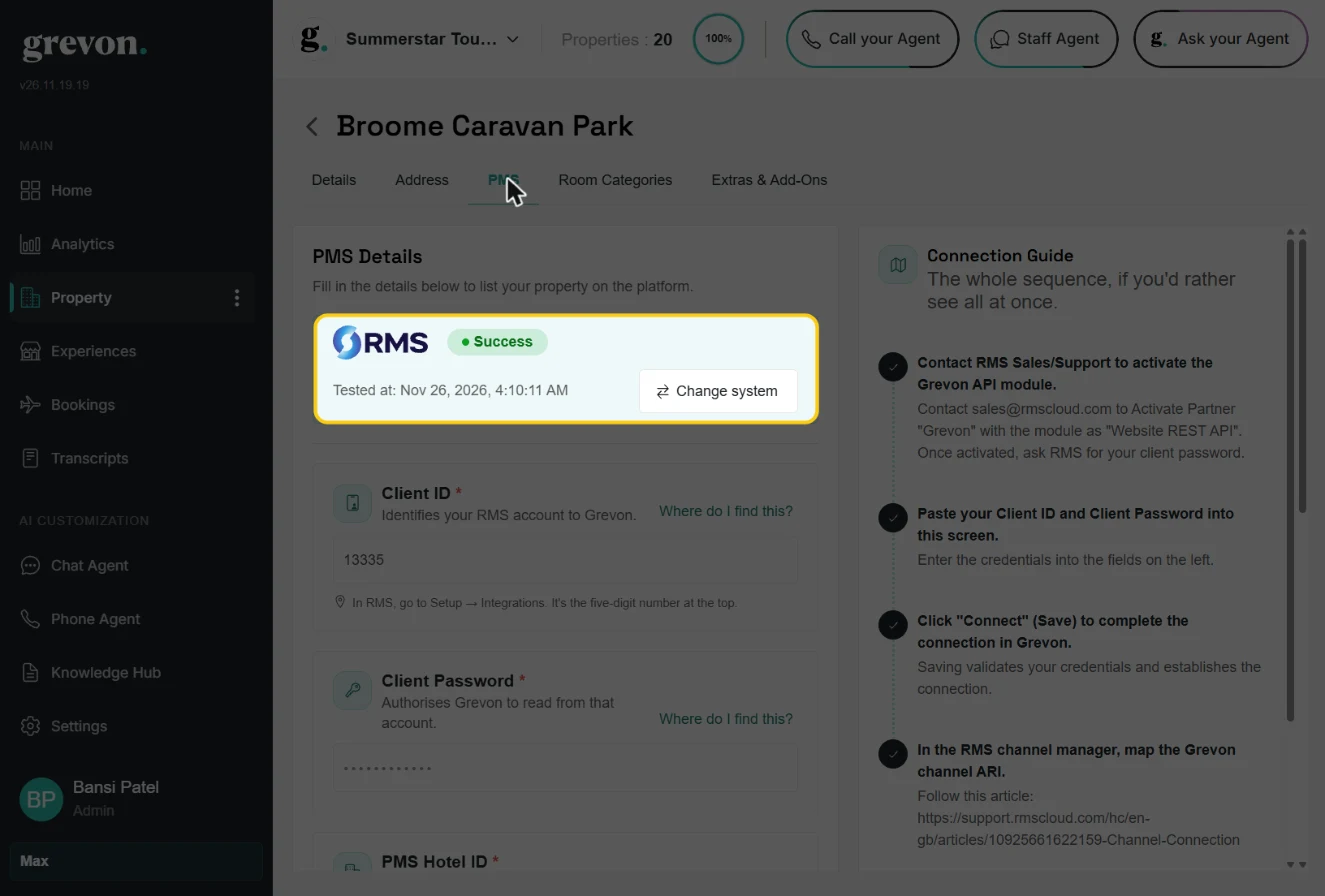 grevon.
v26.11.19.19
MAIN
Home
Analytics
Property
Experiences
Bookings
Transcripts
AI CUSTOMIZATION
Chat Agent
Phone Agent
Knowledge Hub
Settings
BP
Bansi Patel
Admin
Max
g.
Summerstar Tou...
Properties : 20
100%
Call your Agent
Staff Agent
g. Ask your Agent
Broome Caravan Park
Details
Address
PMS
Room Categories
Extras & Add-Ons
PMS Details
Fill in the details below to list your property on the platform.
RMS
Success
Tested at: Nov 26, 2026, 4:10:11 AM
Change system
Client ID *
Identifies your RMS account to Grevon.
Where do I find this?
13335
In RMS, go to Setup → Integrations. It's the five-digit number at the top.
Client Password *
Authorises Grevon to read from that
account.
Where do I find this?
PMS Hotel ID *
Connection Guide
The whole sequence, if you'd rather
see all at once.
Contact RMS Sales/Support to activate the
Grevon API module.
Contact sales@rmscloud.com to Activate Partner
"Grevon" with the module as "Website REST API".
Once activated, ask RMS for your client password.
Paste your Client ID and Client Password into
this screen.
Enter the credentials into the fields on the left.
Click "Connect" (Save) to complete the
connection in Grevon.
Saving validates your credentials and establishes the
connection.
In the RMS channel manager, map the Grevon
channel ARI.
Follow this article:
https://support.rmscloud.com/hc/en-
gb/articles/10925661622159-Channel-Connection